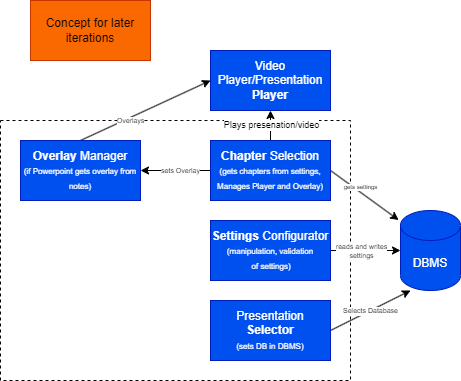 Concept for later
iterations
Video
Player/Presentation
Player
Overlays
Plays presenation/video
Overlay Manager
(if Powerpoint gets overlay from
notes)
sets Overlay
Chapter Selection
(gets chapters from settings,
Manages Player and Overlay)
gets settings
Settings Configurator
(manipulation, validation
of settings)
reads and writes
settings
DBMS
Presentation
Selector
(sets DB in DBMS)
Selects Database